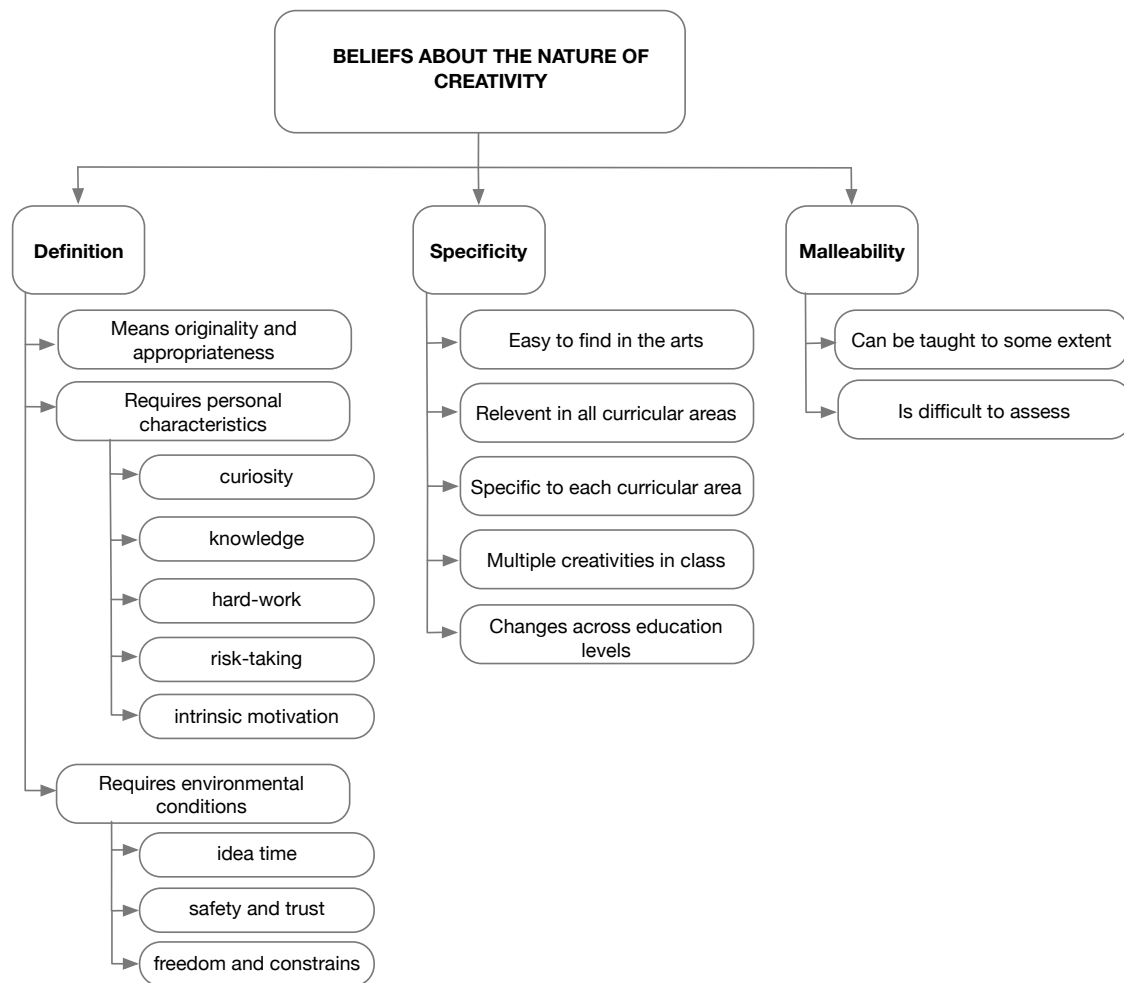 BELIEFS ABOUT THE NATURE OF
CREATIVITY
Definition
Means originality and
appropriateness
Requires personal
characteristics
curiosity
knowledge
hard-work
risk-taking
intrinsic motivation
Requires environmental
conditions
idea time
safety and trust
freedom and constrains
Specificity
Easy to find in the arts
Relevent in all curricular areas
Specific to each curricular area
Multiple creativities in class
Changes across education
levels
Malleability
Can be taught to some extent
Is difficult to assess